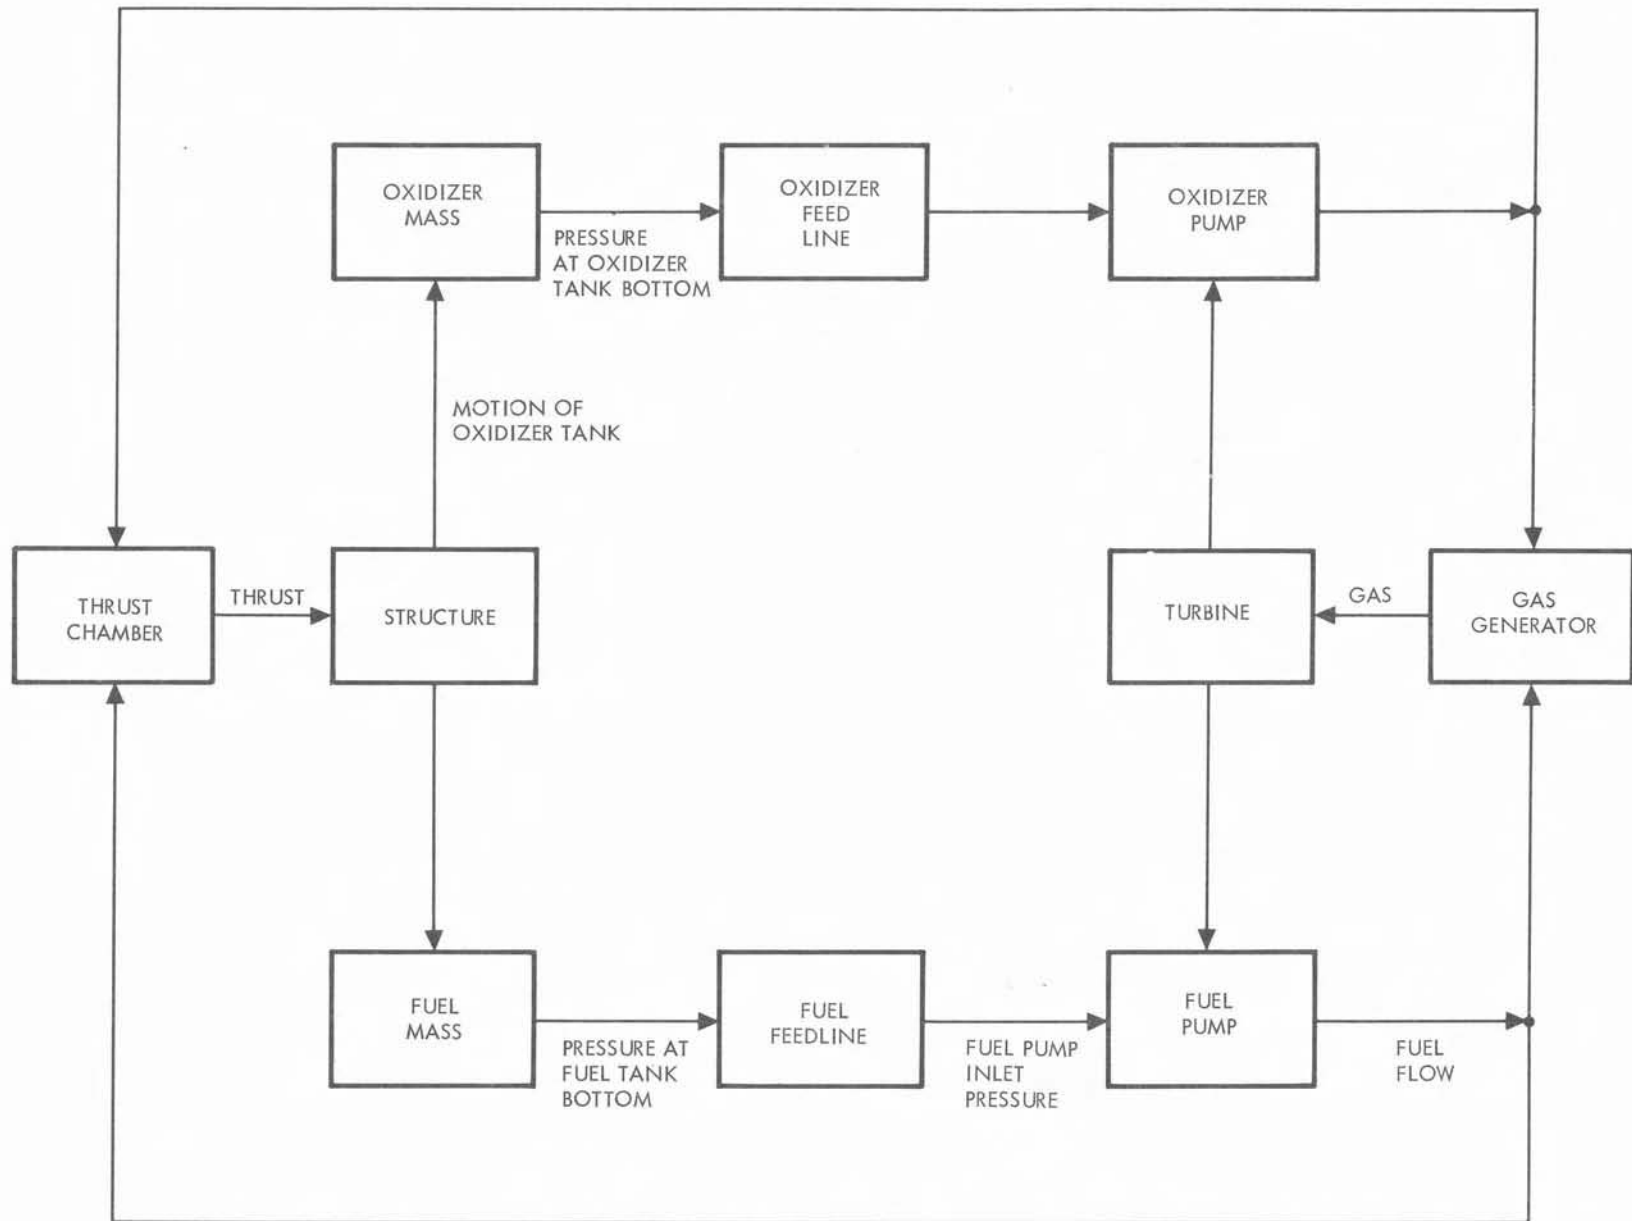 OXIDIZER
MASS
PRESSURE
AT OXIDIZER
TANK BOTTOM
OXIDIZER
FEED
LINE
OXIDIZER
PUMP
MOTION OF
OXIDIZER TANK
THRUST
CHAMBER
THRUST
STRUCTURE
TURBINE
GAS
GAS
GENERATOR
FUEL
MASS
PRESSURE AT
FUEL TANK
BOTTOM
FUEL
FEEDLINE
FUEL PUMP
INLET
PRESSURE
FUEL
PUMP
FUEL
FLOW